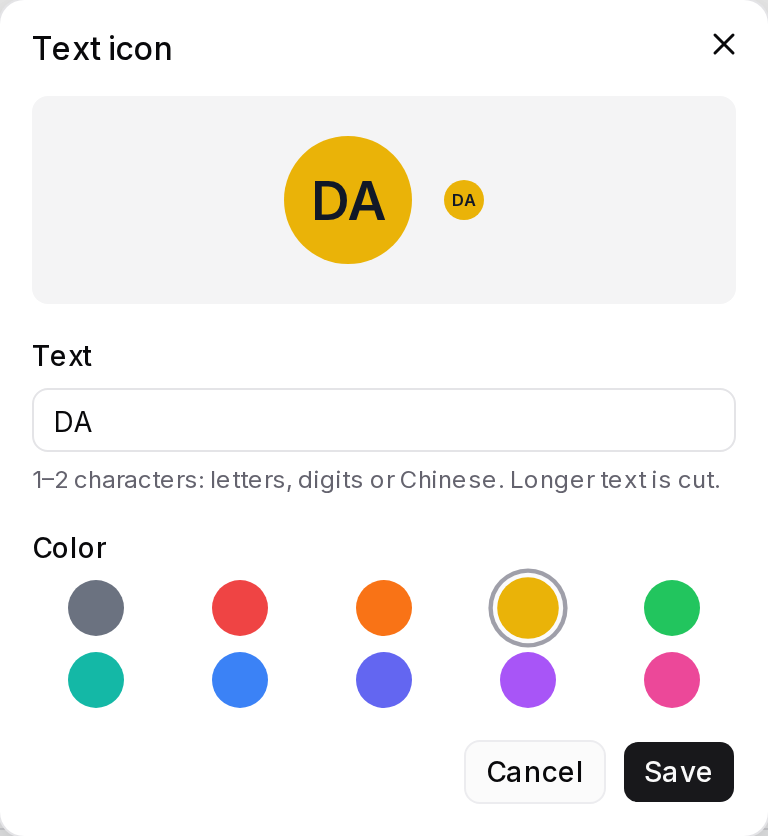 Text icon
DA
DA
Text
DA
1–2 characters: letters, digits or Chinese. Longer text is cut.
Color
Cancel
Save